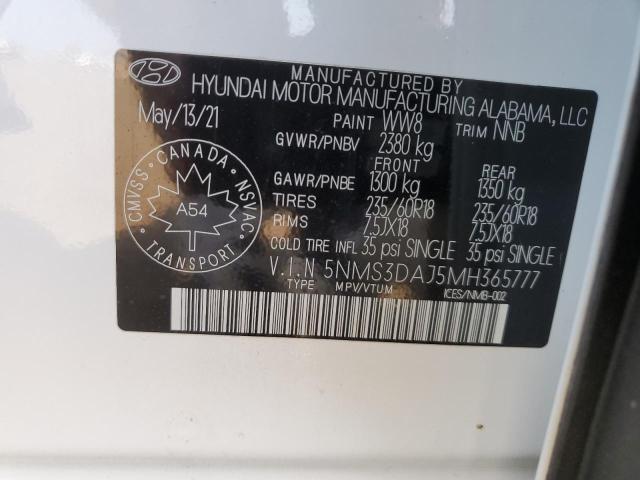 MANUFACTURED BY
HYUNDAI MOTOR MANUFACTURING ALABAMA, LLC
May/13/21
PAINT WW8 TRIM NNB
GVWR/PNBV 2380 kg
FRONT REAR
GAWR/PNBE 1300 kg 1350 kg
TIRES 235/60R18 235/60R18
RIMS 7.5JX18 7.5JX18
COLD TIRE INFL 35 psi SINGLE 35 psi SINGLE
CANADA
CMVSS NSVAC
A54
TRANSPORT
V.I.N 5NMS3DAJ5MH365777
TYPE MPV/VTUM ICES/NMB-002